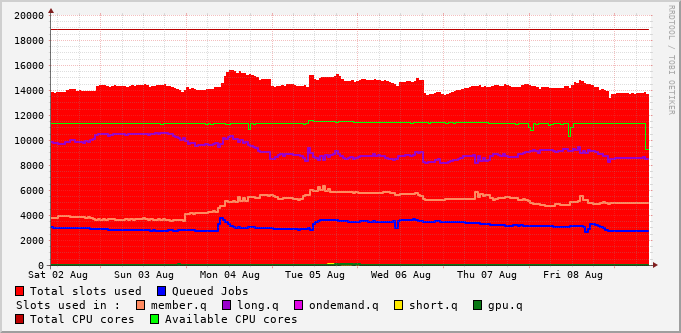 20000
18000
16000
14000
12000
10000
8000
6000
4000
2000
0
Sat 02 Aug Sun 03 Aug Mon 04 Aug Tue 05 Aug Wed 06 Aug Thu 07 Aug Fri 08 Aug
Total slots used Queued Jobs
Slots used in : member.q long.q ondemand.q short.q gpu.q
Total CPU cores Available CPU cores
RRDTOOL / TOBI OETIKER